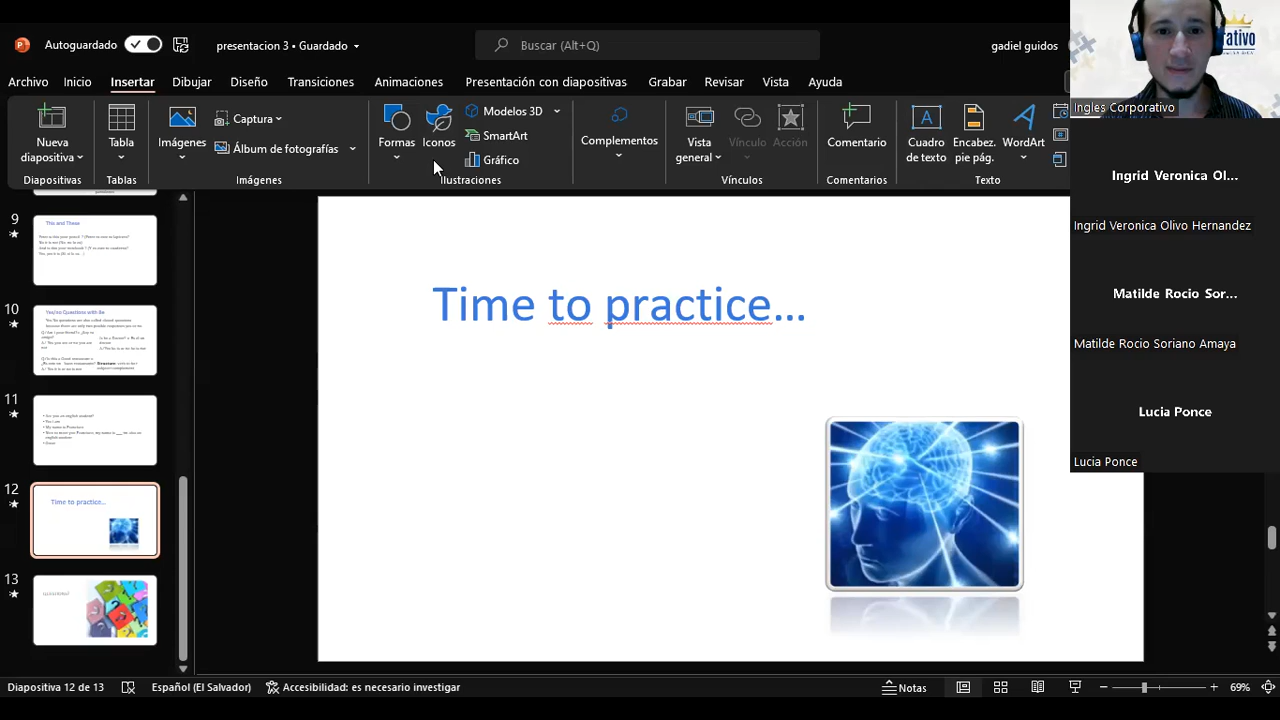 Autoguardado
presentacion 3 • Guardado
Buscar (Alt+Q)
gadiel guidos
Archivo Inicio Insertar Dibujar Diseño Transiciones Animaciones Presentación con diapositivas Grabar Revisar Vista Ayuda
Nueva diapositiva
Diapositivas
Tabla
Tablas
Imágenes
Captura
Álbum de fotografías
Imágenes
Formas
Iconos
Modelos 3D
SmartArt
Gráfico
Ilustraciones
Complementos
Vista general
Vínculo
Acción
Vínculos
Comentario
Comentarios
Cuadro de texto
Encabez. pie pág.
WordArt
Texto
Ingles Corporativo
Ingrid Veronica Ol...
Ingrid Veronica Olivo Hernandez
Matilde Rocio Sor...
Matilde Rocio Soriano Amaya
Lucia Ponce
Lucia Ponce
9
This and These
10
Yes/no Questions with Be
11
12
Time to practice...
13
Time to practice...
Diapositiva 12 de 13
Español (El Salvador)
Accesibilidad: es necesario investigar
Notas
69%